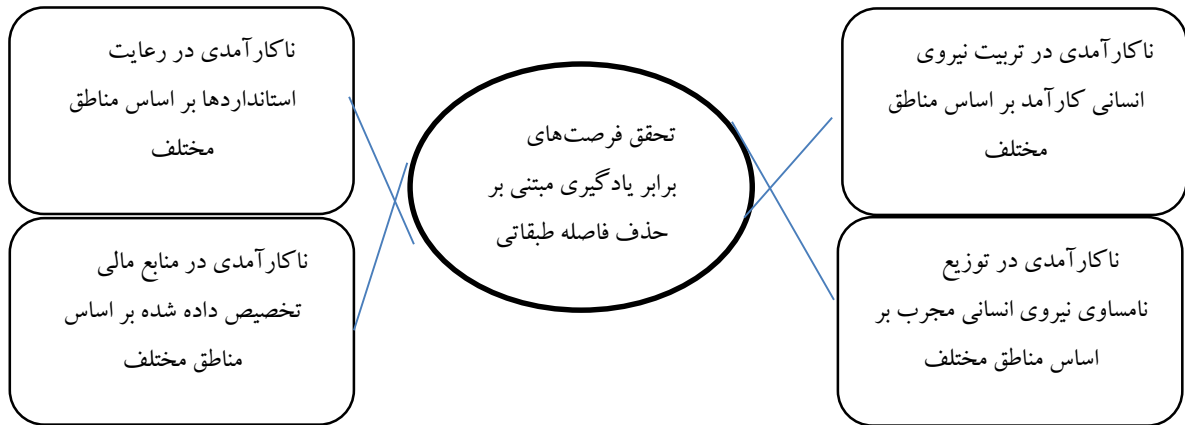 ناکارآمدی در تربیت نیروی
انسانی کارآمد بر اساس مناطق
مختلف
ناکارآمدی در توزیع
نامساوی نیروی انسانی مجرب بر
اساس مناطق مختلف
تحقق فرصت‌های
برابر یادگیری مبتنی بر
حذف فاصله طبقاتی
ناکارآمدی در رعایت
استانداردها بر اساس مناطق
مختلف
ناکارآمدی در منابع مالی
تخصیص داده شده بر اساس
مناطق مختلف